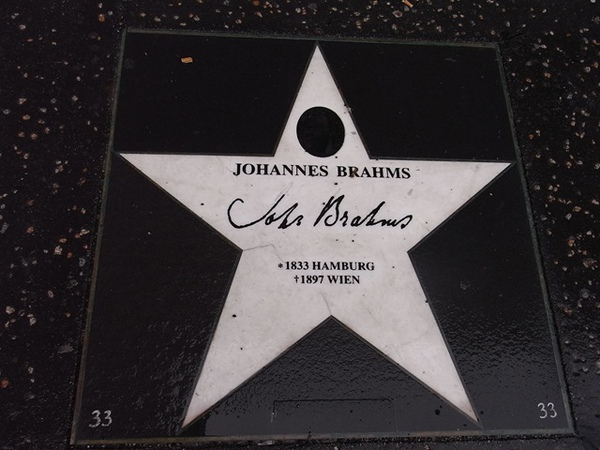 JOHANNES BRAHMS
Joh. Brahms
*1833 HAMBURG
†1897 WIEN
33
33